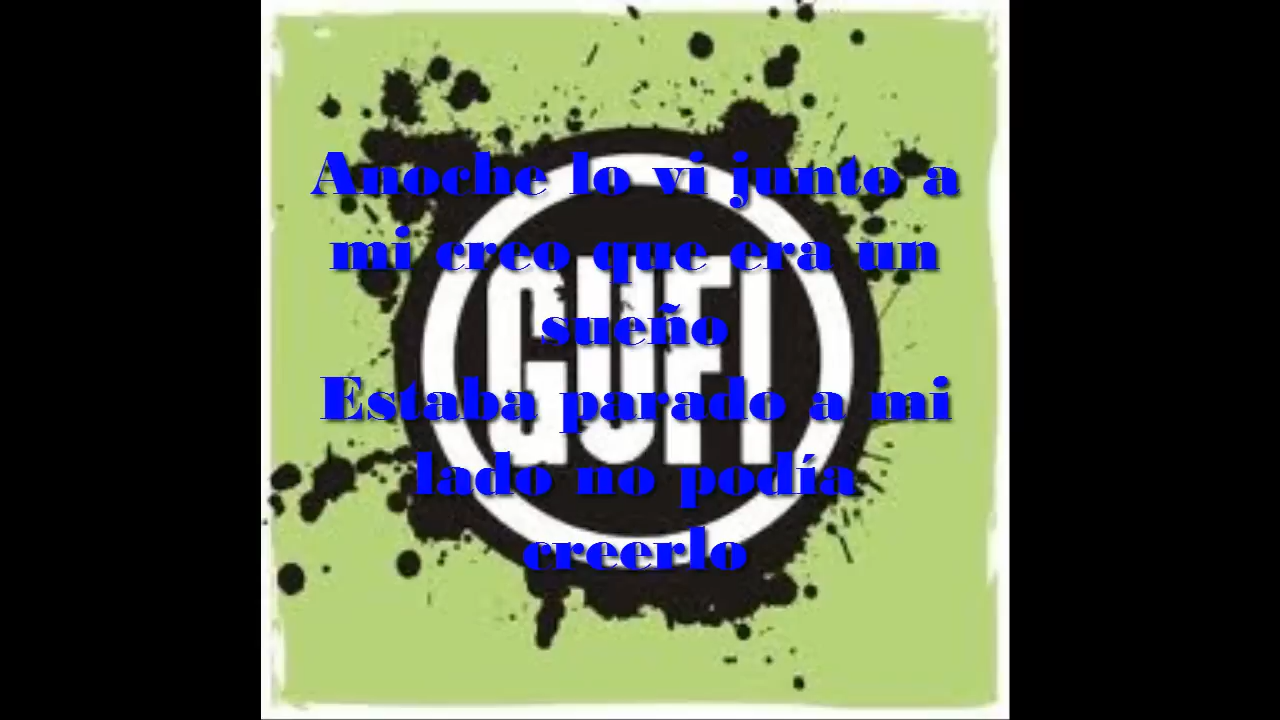 Anoche lo vi junto a
mi creo que era un
sueño
Estaba parado a mi
lado no podía
creerlo
GUFI